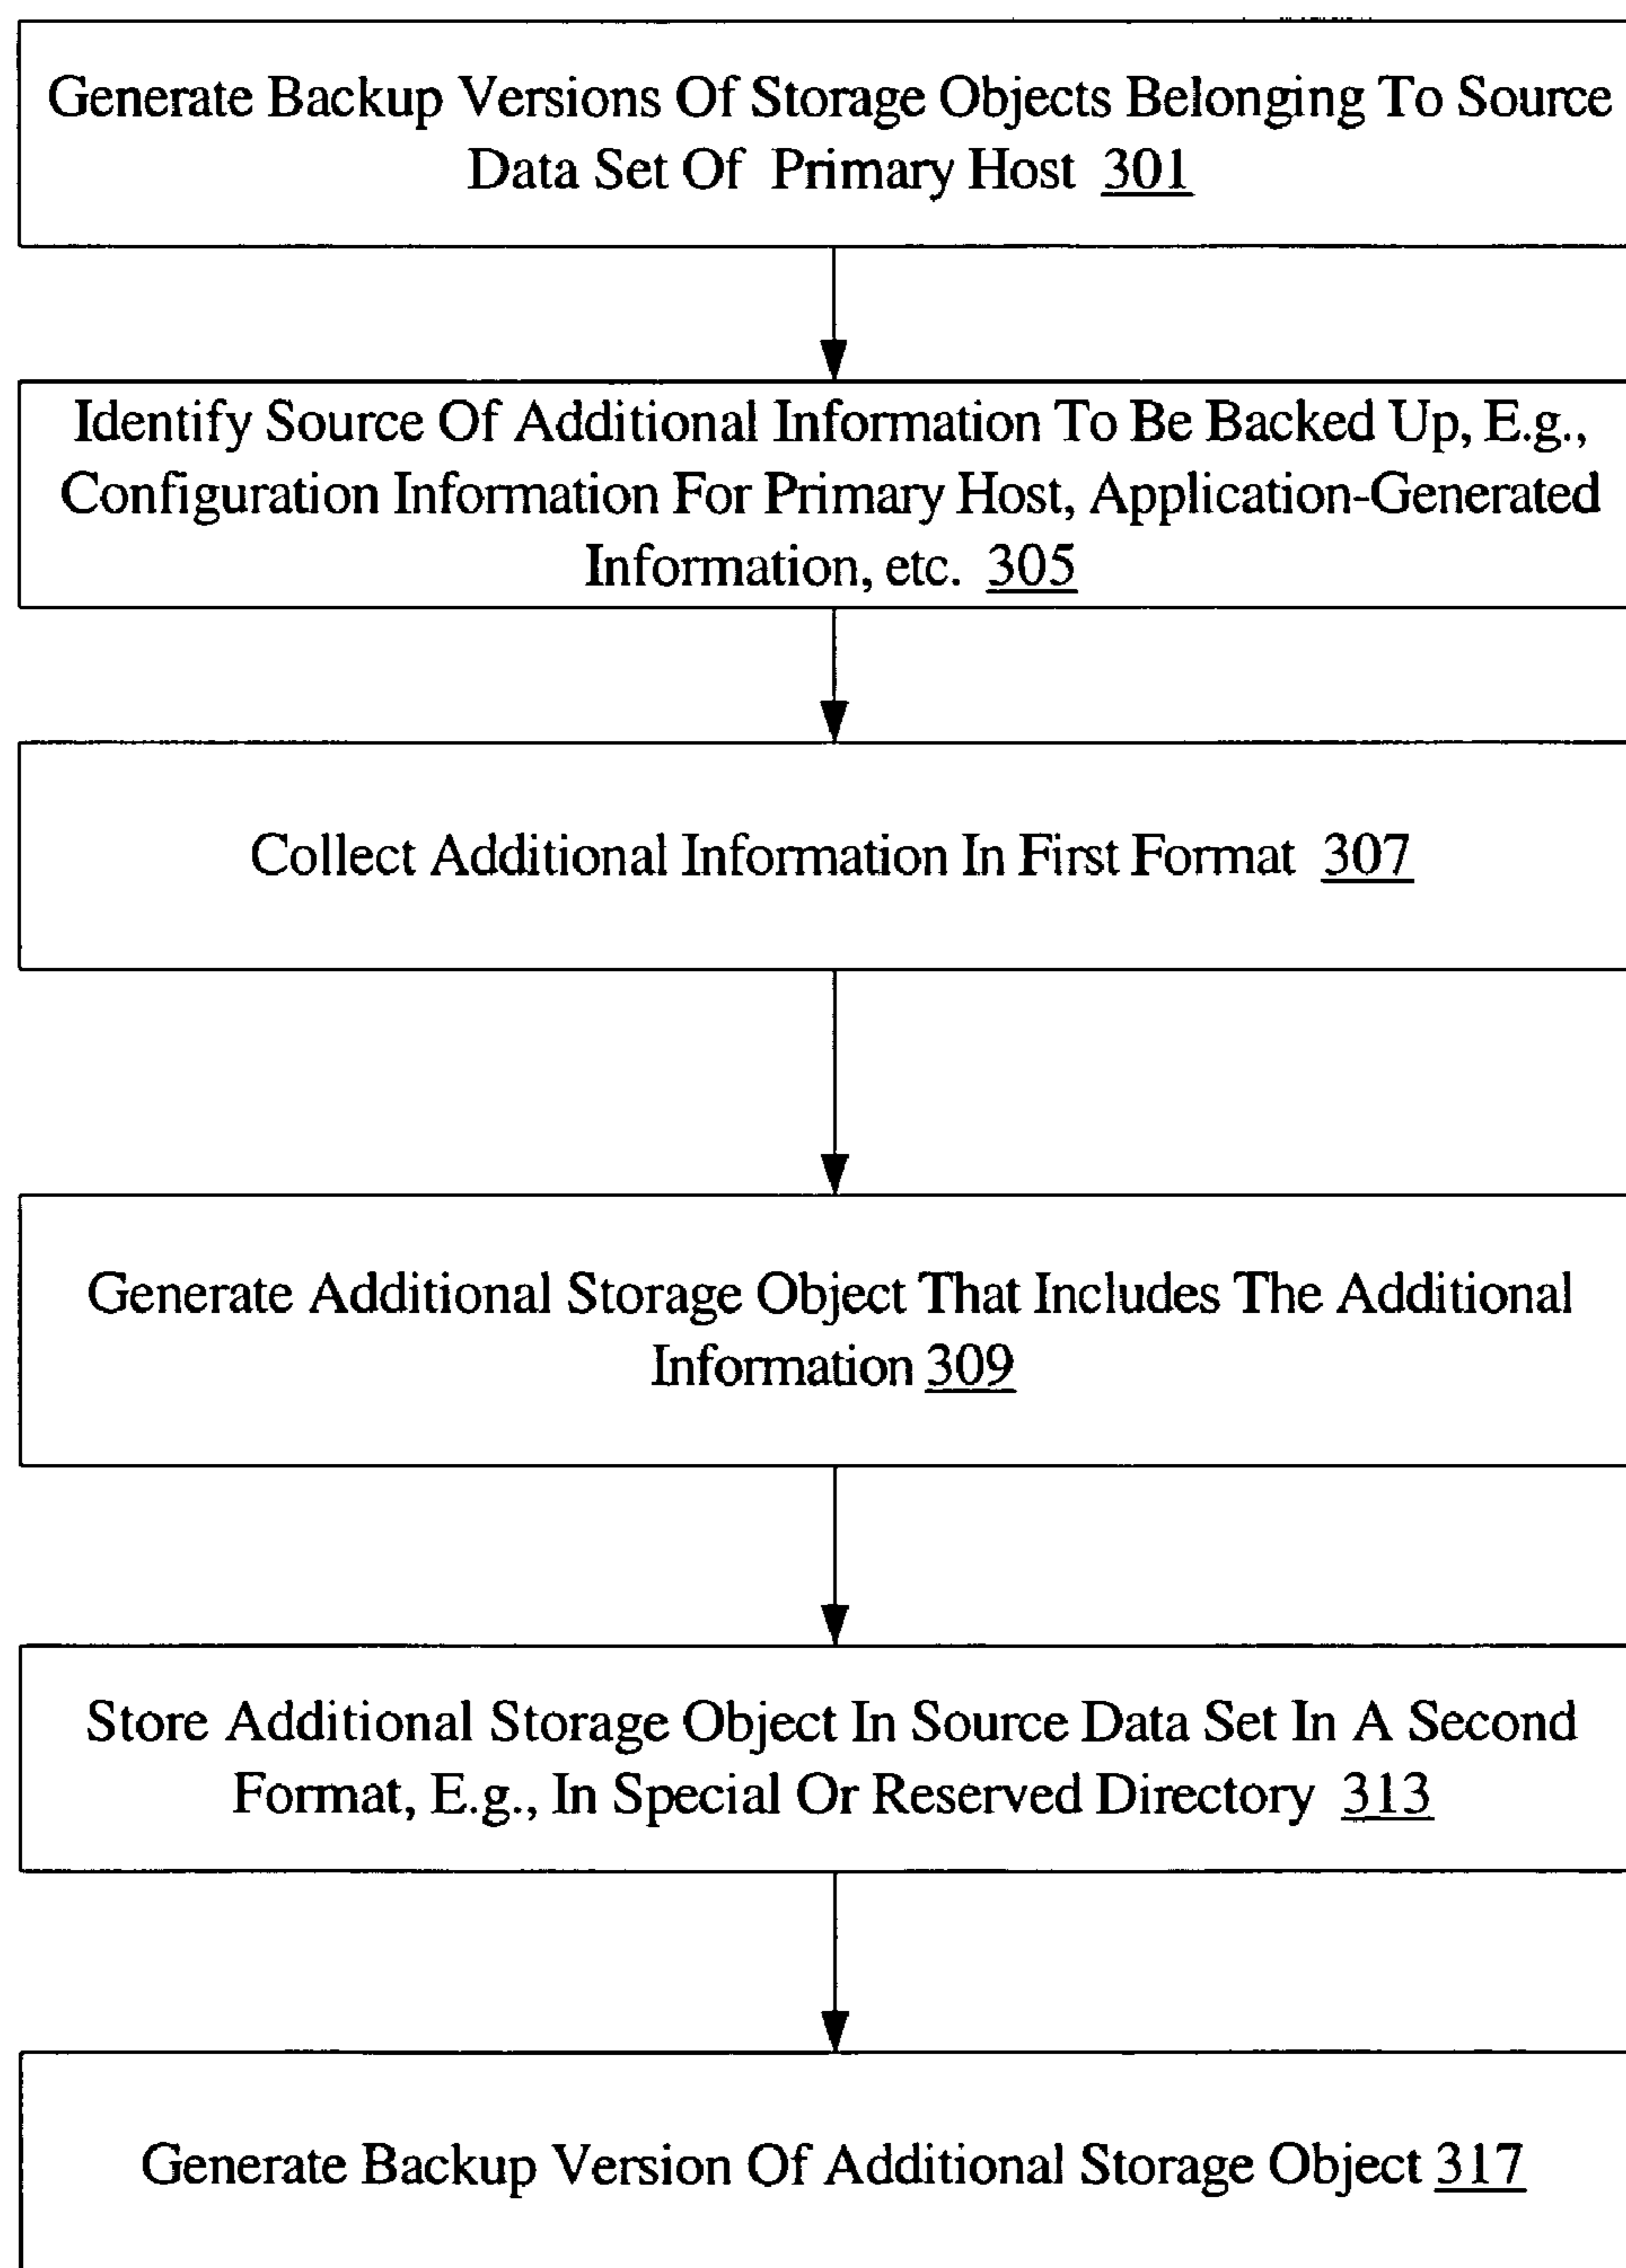 Generate Backup Versions Of Storage Objects Belonging To Source
Data Set Of Primary Host 301
Identify Source Of Additional Information To Be Backed Up, E.g.,
Configuration Information For Primary Host, Application-Generated
Information, etc. 305
Collect Additional Information In First Format 307
Generate Additional Storage Object That Includes The Additional
Information 309
Store Additional Storage Object In Source Data Set In A Second
Format, E.g., In Special Or Reserved Directory 313
Generate Backup Version Of Additional Storage Object 317